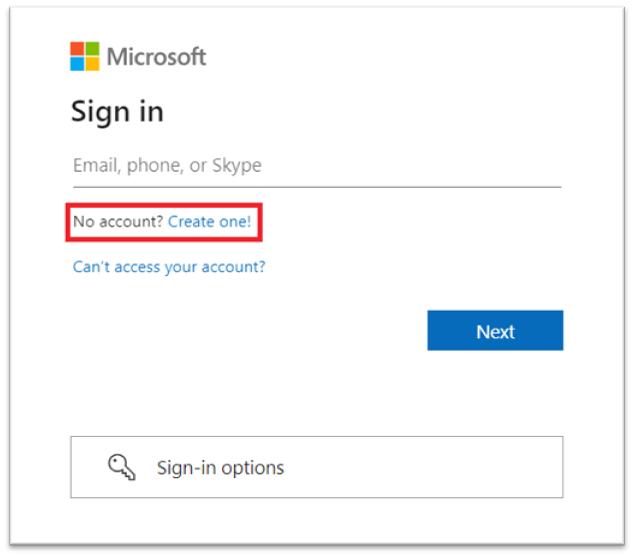 Microsoft
Sign in
Email, phone, or Skype
No account? Create one!
Can't access your account?
Next
Sign-in options